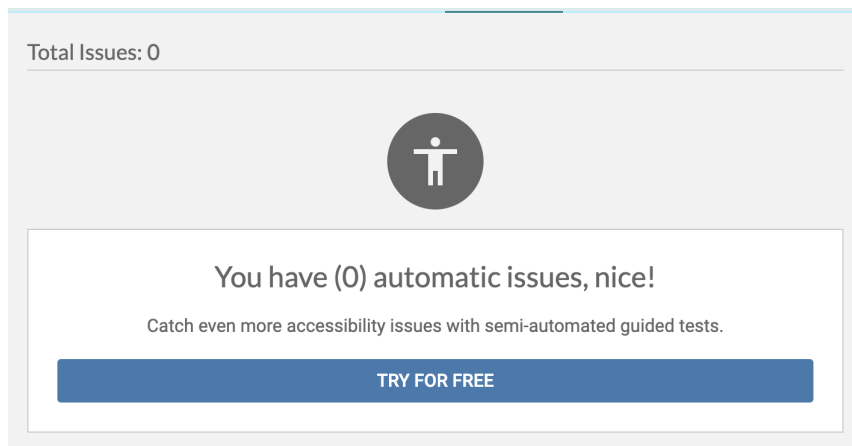 Total Issues: 0
You have (0) automatic issues, nice!
Catch even more accessibility issues with semi-automated guided tests.
TRY FOR FREE